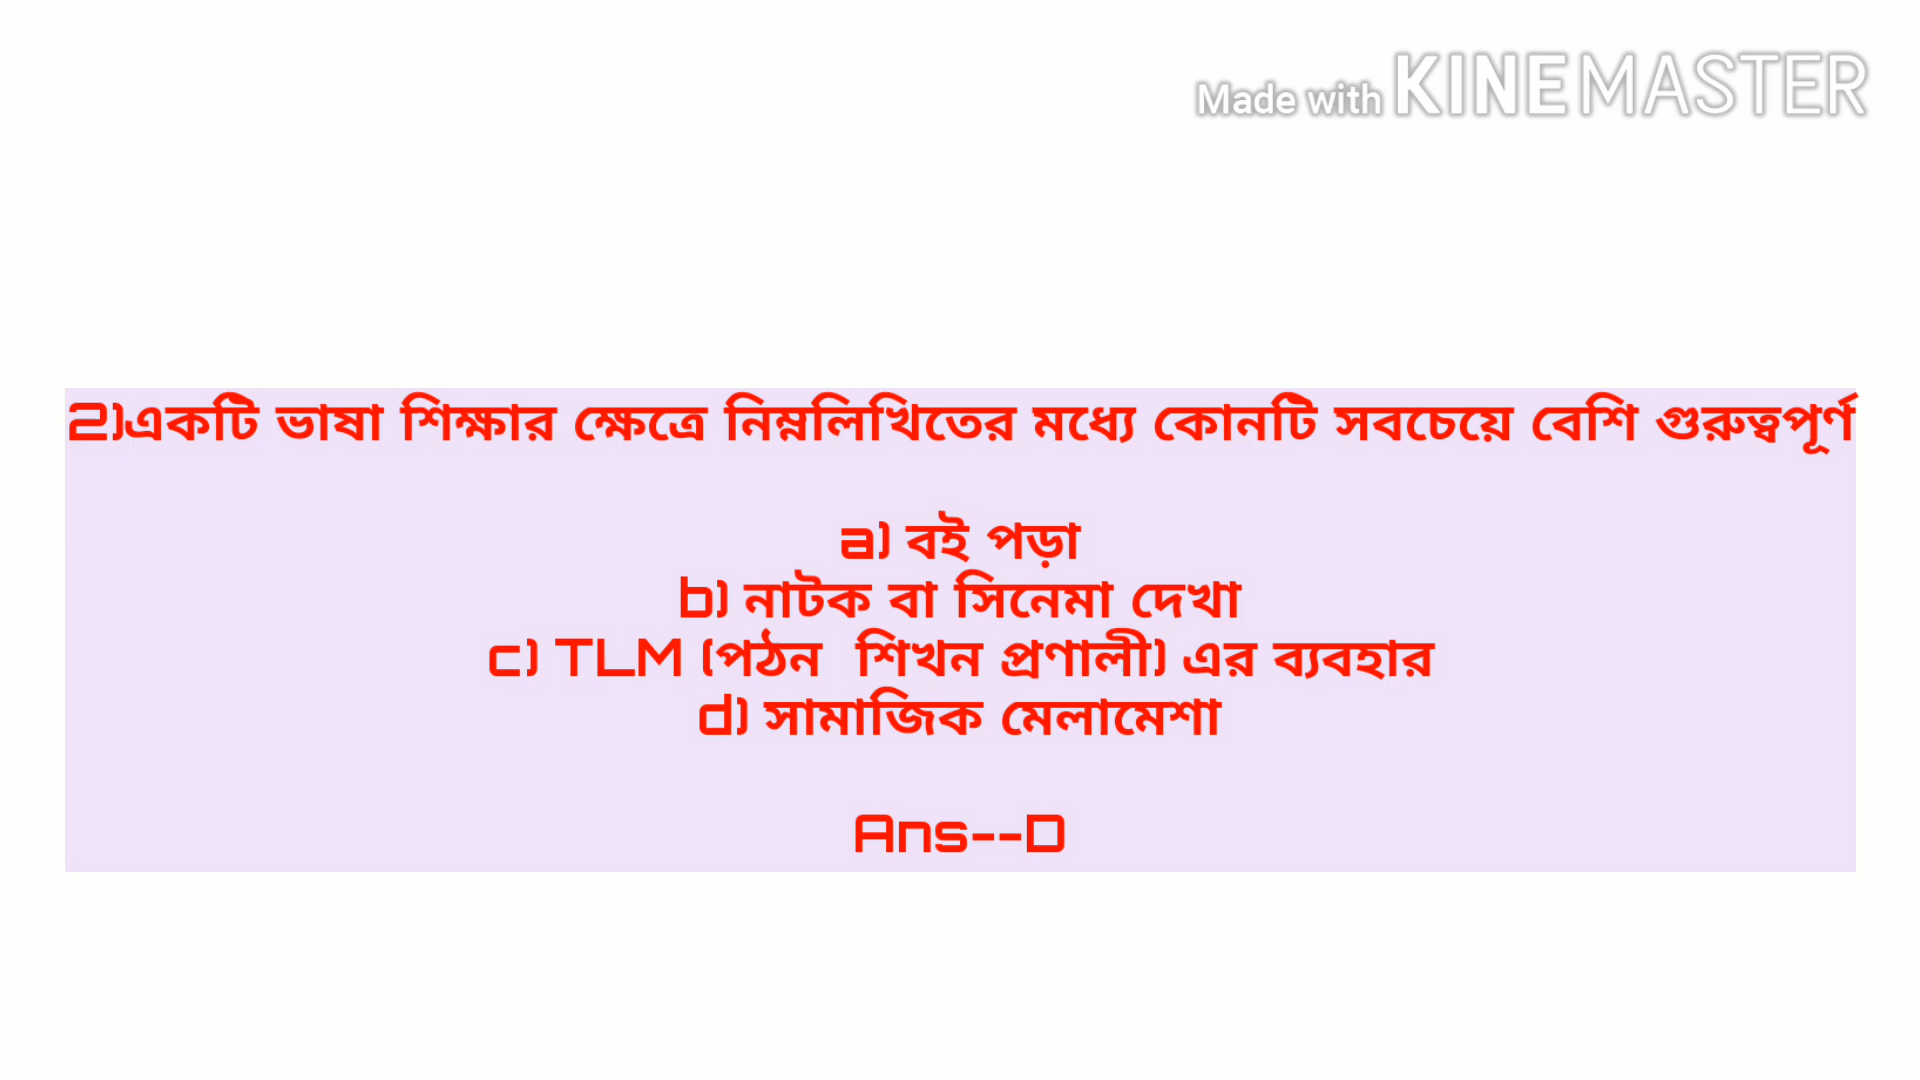 Made with KINEMASTER
2)একটি ভাষা শিক্ষার ক্ষেত্রে নিম্নলিখিতের মধ্যে কোনটি সবচেয়ে বেশি গুরুত্বপূর্ণ
a) বই পড়া
b) নাটক বা সিনেমা দেখা
c) TLM (পঠন  শিখন প্রণালী) এর ব্যবহার
d) সামাজিক মেলামেশা
Ans--D